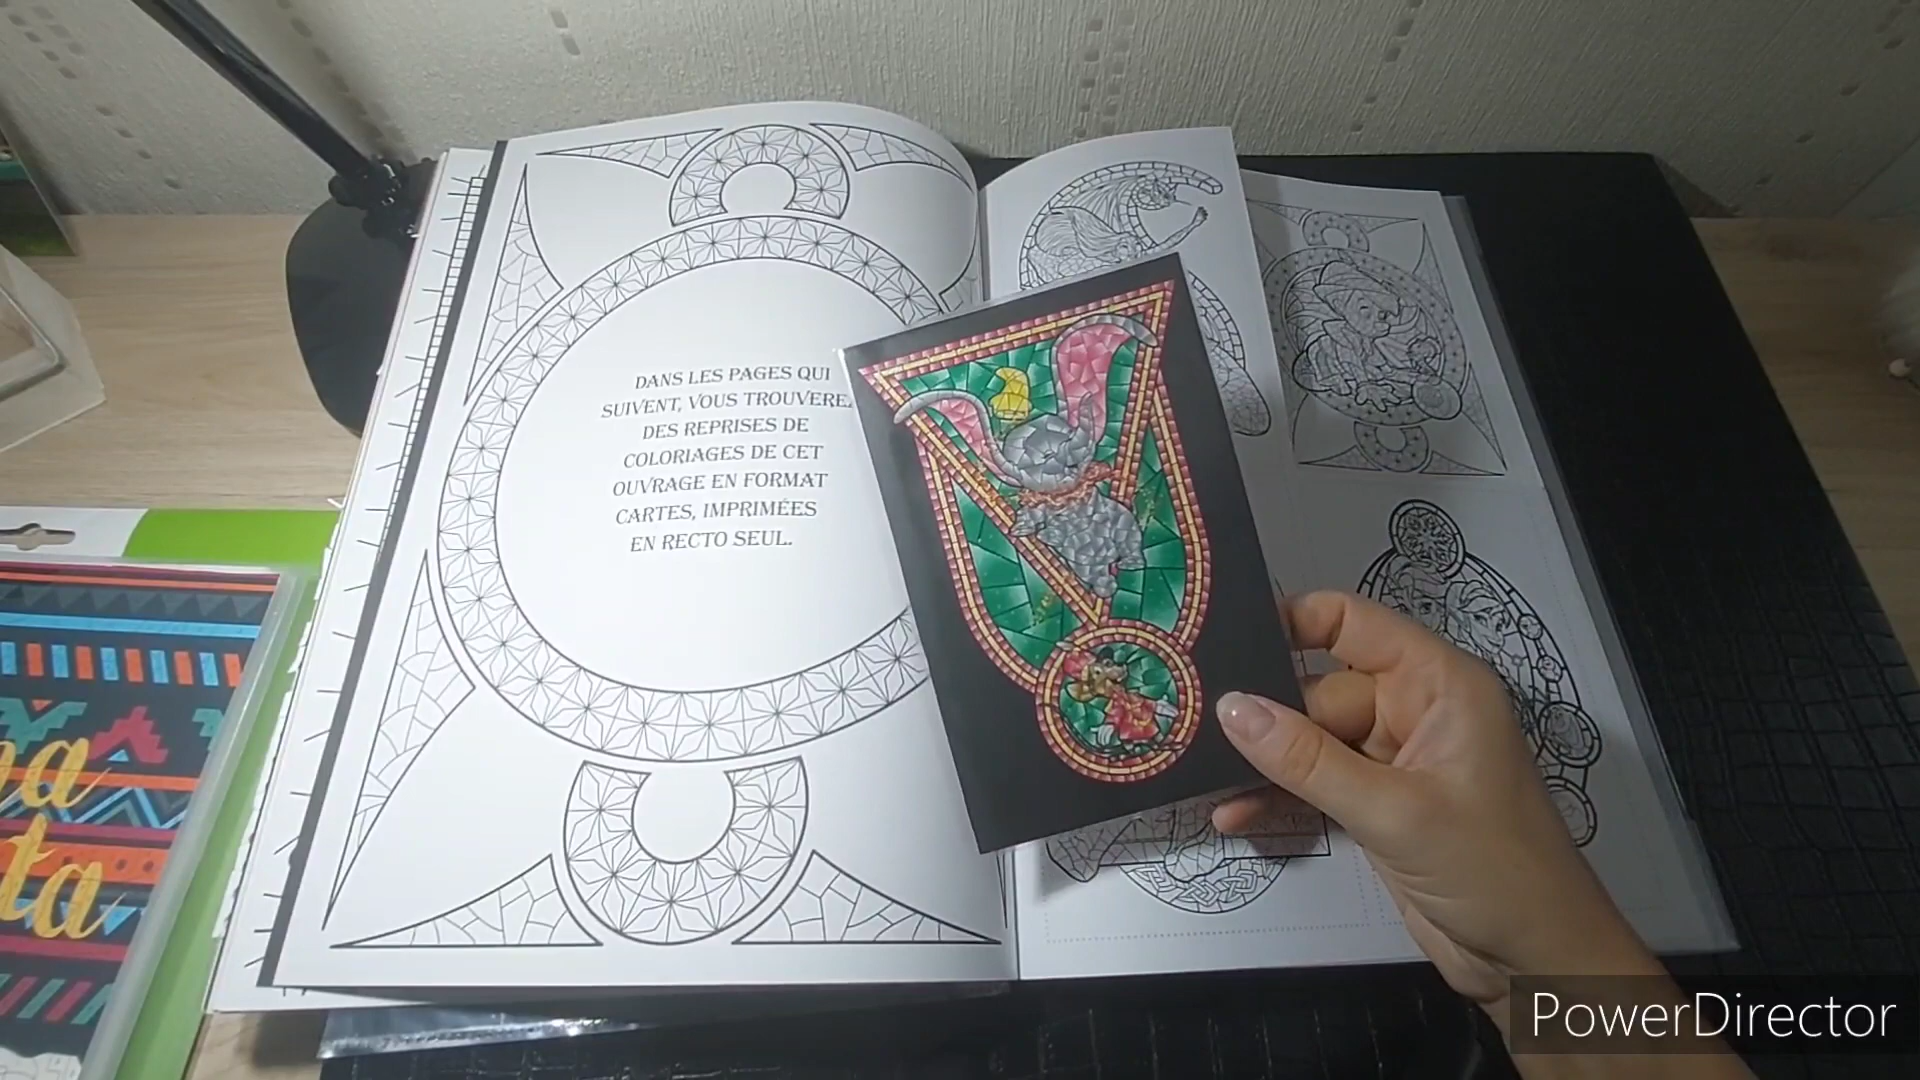 DANS LES PAGES QUI
SUIVENT, VOUS TROUVEREZ
DES REPRISES DE
COLORIAGES DE CET
OUVRAGE EN FORMAT
CARTES, IMPRIMÉES
EN RECTO SEUL.
ta
PowerDirector